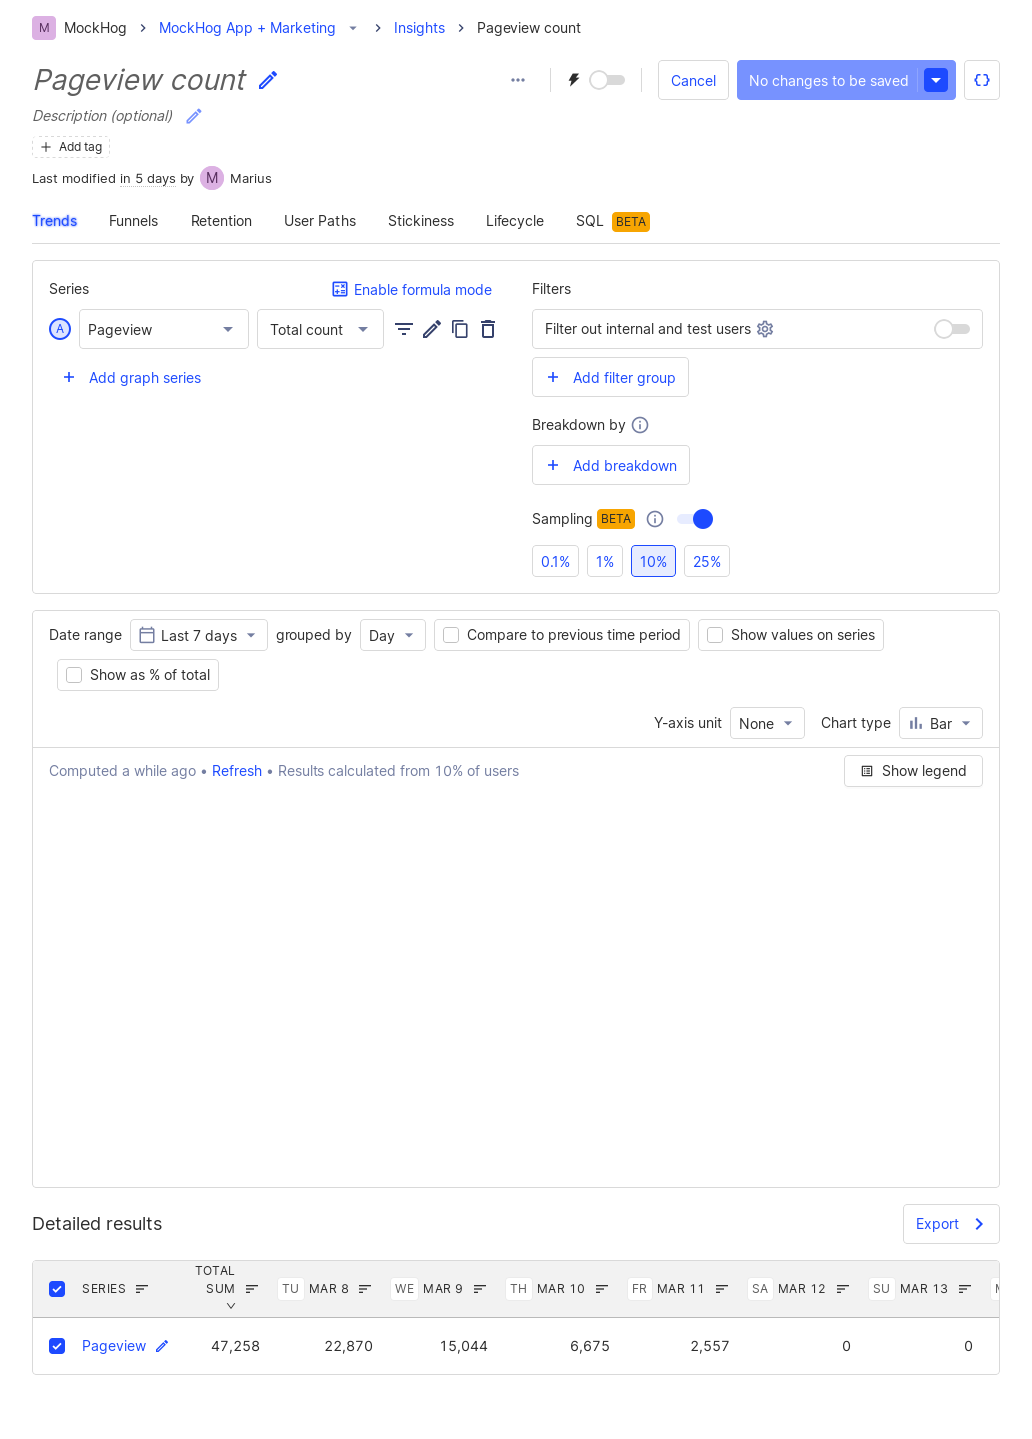 M MockHog > MockHog App + Marketing > Insights > Pageview count
Pageview count
Cancel
No changes to be saved
Description (optional)
Add tag
Last modified in 5 days by M Marius
Trends Funnels Retention User Paths Stickiness Lifecycle SQL BETA
Series
Enable formula mode
A Pageview Total count
+ Add graph series
Filters
Filter out internal and test users
+ Add filter group
Breakdown by
+ Add breakdown
Sampling BETA
0.1% 1% 10% 25%
Date range Last 7 days grouped by Day Compare to previous time period Show values on series
Show as % of total
Y-axis unit None Chart type Bar
Computed a while ago • Refresh • Results calculated from 10% of users
Show legend
Detailed results
Export
SERIES TOTAL SUM TU MAR 8 WE MAR 9 TH MAR 10 FR MAR 11 SA MAR 12 SU MAR 13
Pageview 47,258 22,870 15,044 6,675 2,557 0 0